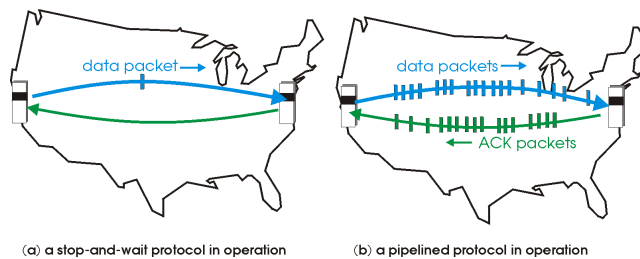 data packet
data packets
ACK packets
(a) a stop-and-wait protocol in operation
(b) a pipelined protocol in operation